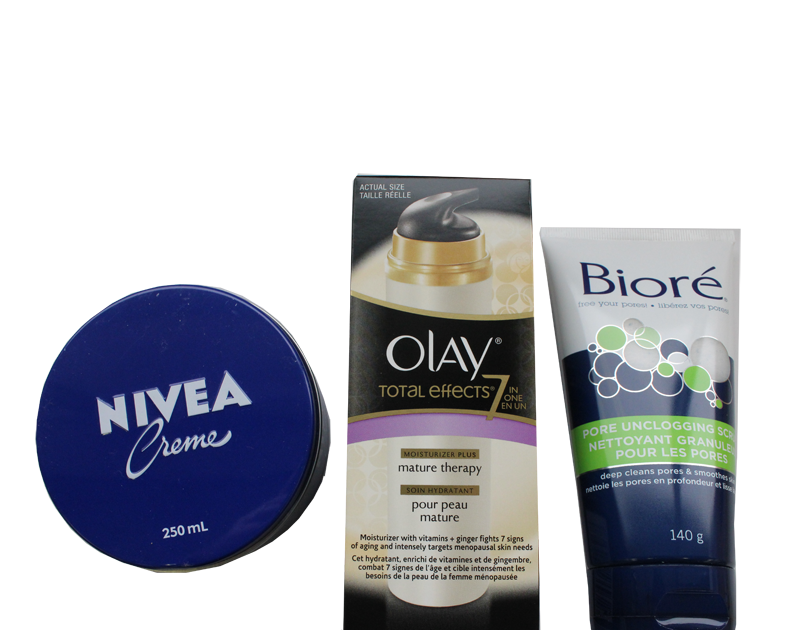 NIVEA
Creme
250 mL
ACTUAL SIZE
TAILLE RÉELLE
OLAY®
TOTAL effects® 7 IN
ONE
EN UN
MOISTURIZER PLUS
mature therapy
SOIN HYDRATANT
pour peau
mature
Moisturizer with vitamins + ginger fights 7 signs
of aging and intensely targets menopausal skin needs
Cet hydratant, enrichi de vitamines et de gingembre,
combat 7 signes de l'âge et cible intensément les
besoins de la peau de la femme ménopausée
Bioré®
free your pores • libérez vos pores
PORE UNCLOGGING
NETTOYANT
POUR LES PORES
deep cleans pores & smoothes
nettoie les pores en profondeur et
140 g